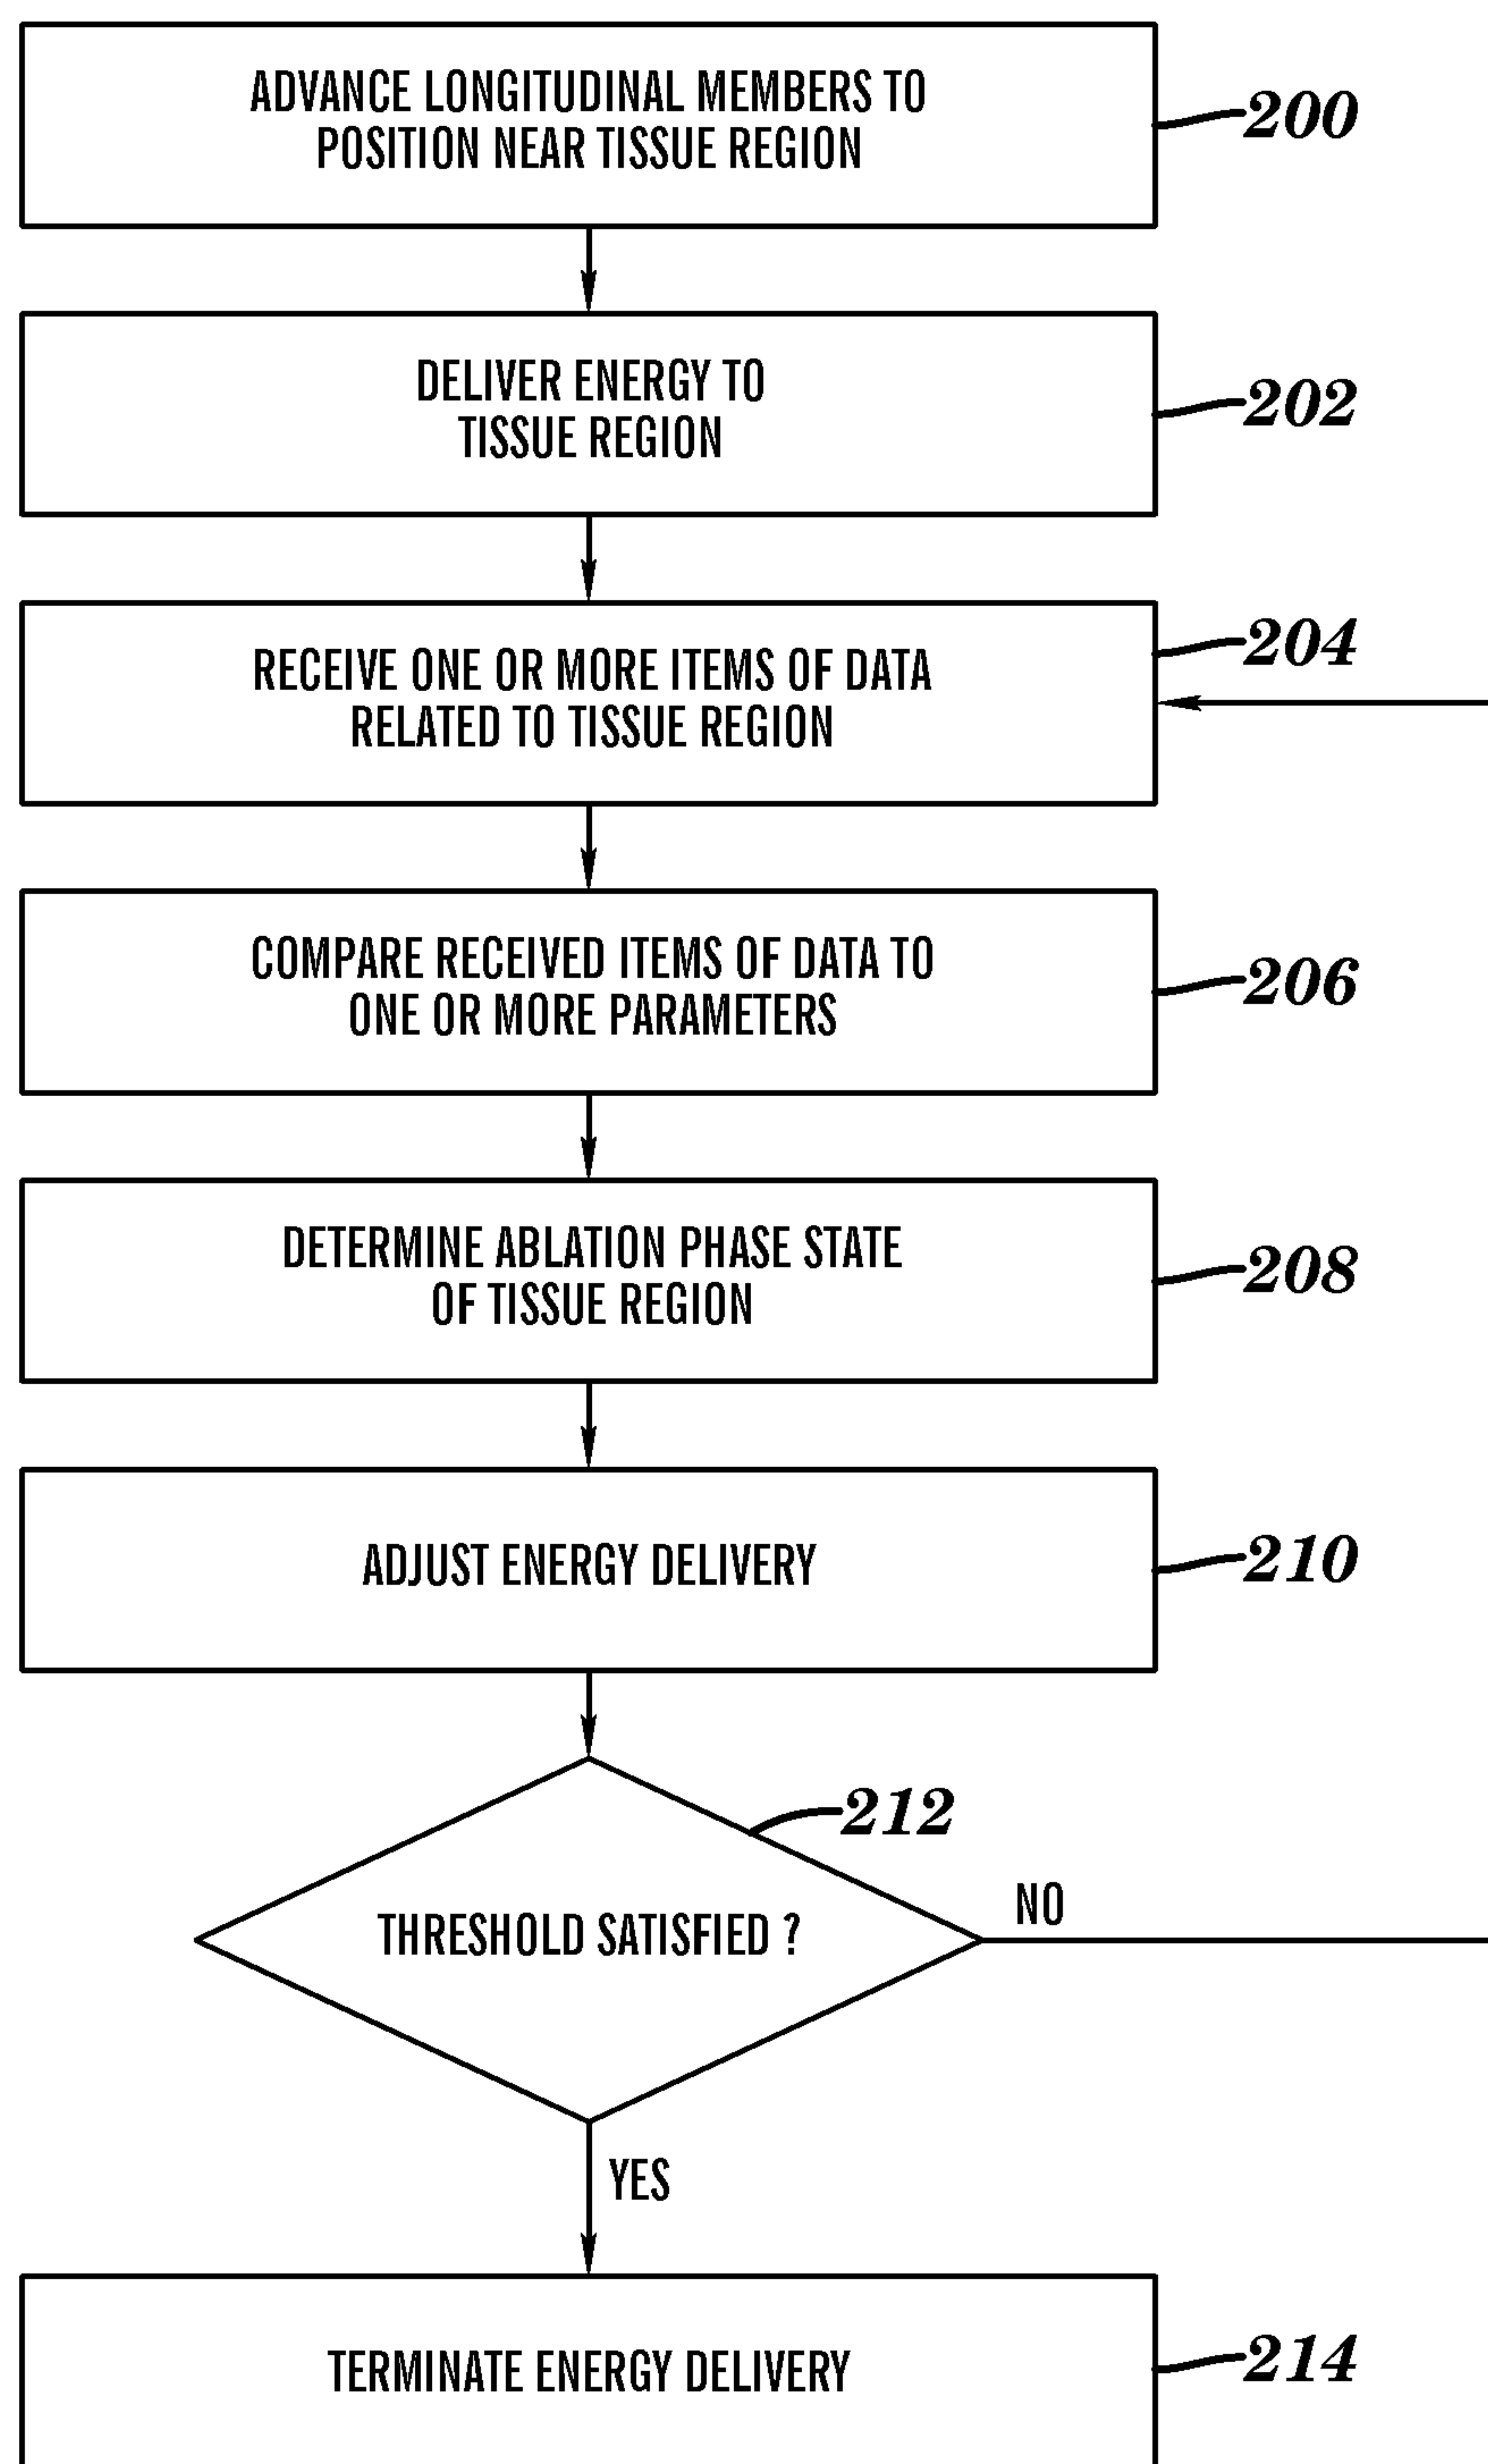 ADVANCE LONGITUDINAL MEMBERS TO
POSITION NEAR TISSUE REGION
200
DELIVER ENERGY TO
TISSUE REGION
202
RECEIVE ONE OR MORE ITEMS OF DATA
RELATED TO TISSUE REGION
204
COMPARE RECEIVED ITEMS OF DATA TO
ONE OR MORE PARAMETERS
206
DETERMINE ABLATION PHASE STATE
OF TISSUE REGION
208
ADJUST ENERGY DELIVERY
210
212
THRESHOLD SATISFIED ?
NO
YES
TERMINATE ENERGY DELIVERY
214